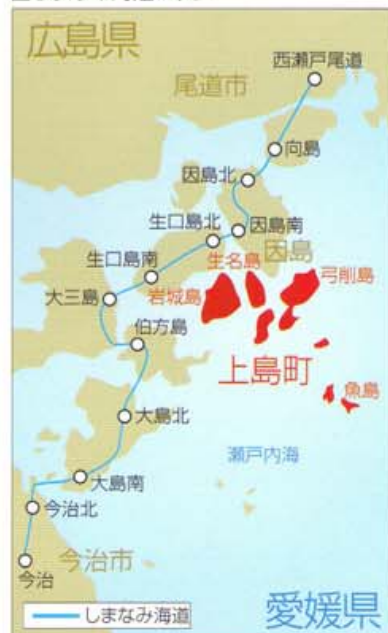 広島県
西瀬戸尾道
尾道市
向島
因島北
生口島北
因島南
因島
生口島南
生名島
弓削島
大三島
岩城島
伯方島
上島町
魚島
大島北
瀬戸内海
大島南
今治北
今治市
今治
しまなみ海道
愛媛県